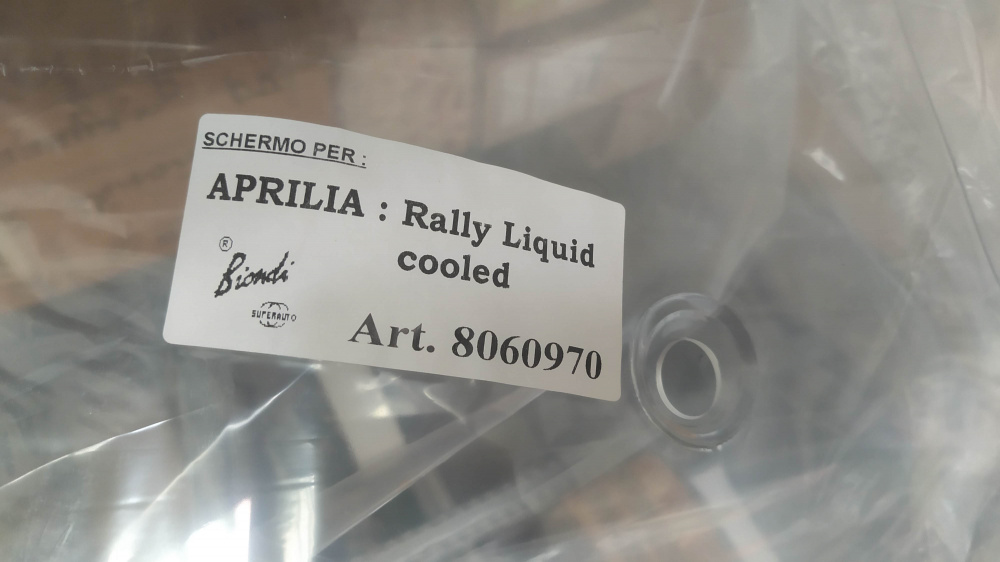 SCHERMO PER :
APRILIA : Rally Liquid
cooled
®
Biondi
SUPERAUTO
Art. 8060970